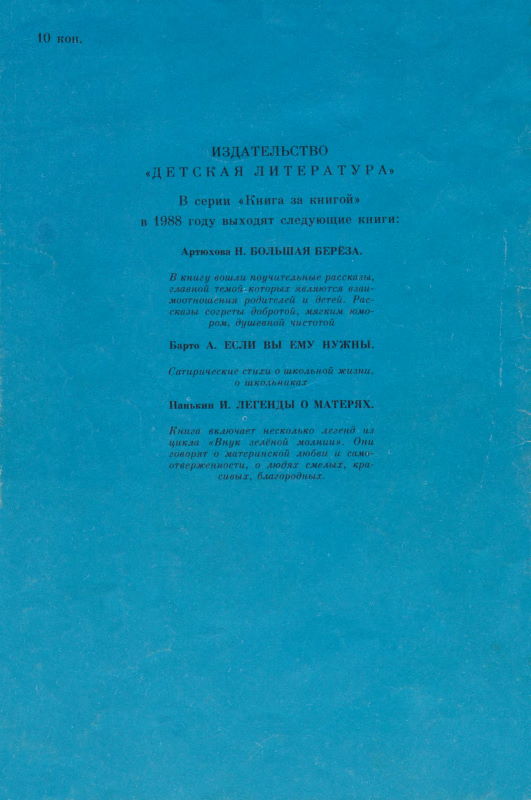 10 коп.
ИЗДАТЕЛЬСТВО
«ДЕТСКАЯ ЛИТЕРАТУРА»
В серии «Книга за книгой»
в 1988 году выходят следующие книги:
Артюхова Н. БОЛЬШАЯ БЕРЁЗА.
В книгу вошли поучительные рассказы,
главной темой которых являются взаи-
моотношения родителей и детей. Рас-
сказы согреты добротой, мягким юмо-
ром, душевной чистотой
Барто А. ЕСЛИ ВЫ ЕМУ НУЖНЫ.
Сатирические стихи о школьной жизни,
о школьниках
Панькин И. ЛЕГЕНДЫ О МАТЕРЯХ.
Книга включает несколько легенд из
цикла «Внук зелёной молнии». Они
говорят о материнской любви и само-
отверженности, о людях смелых, кра-
сивых, благородных.